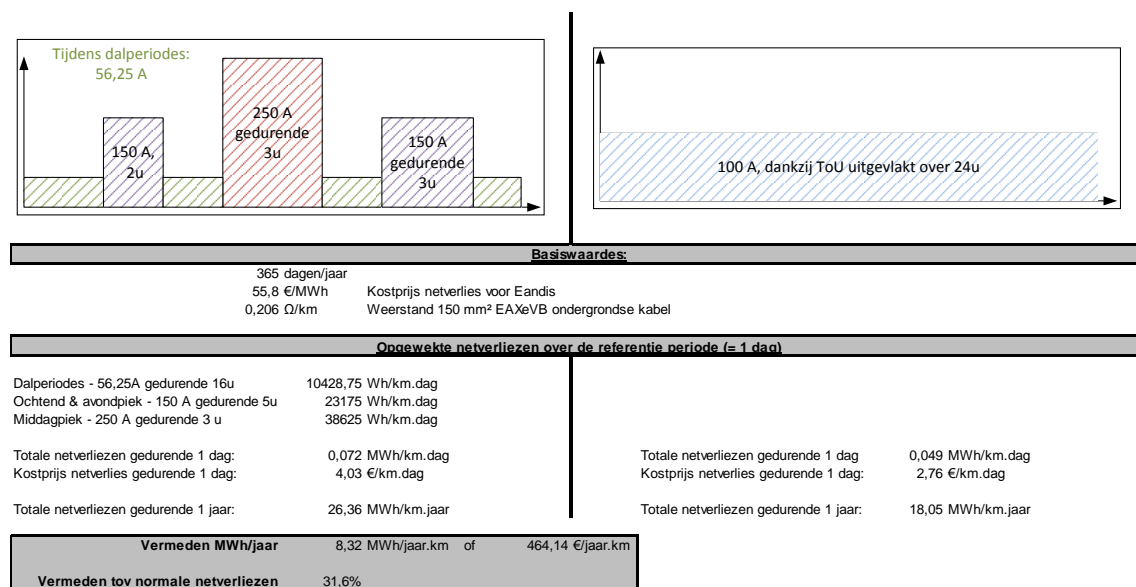 Tijdens dalperiodes:
56,25 A
150 A,
2u
250 A
gedurende
3u
150 A
gedurende
3u
100 A, dankzij ToU uitgevlakt over 24u
Basiswaardes:
365 dagen/jaar
55,8 €/MWh Kostprijs netverlies voor Eandis
0,206 Ω/km Weerstand 150 mm² EAXeVB ondergrondse kabel
Opgewekte netverliezen over de referentie periode (= 1 dag)
Dalperiodes - 56,25A gedurende 16u 10428,75 Wh/km.dag
Ochtend & avondpiek - 150 A gedurende 5u 23175 Wh/km.dag
Middagpiek - 250 A gedurende 3 u 38625 Wh/km.dag
Totale netverliezen gedurende 1 dag: 0,072 MWh/km.dag
Kostprijs netverlies gedurende 1 dag: 4,03 €/km.dag
Totale netverliezen gedurende 1 jaar: 26,36 MWh/km.jaar
Totale netverliezen gedurende 1 dag 0,049 MWh/km.dag
Kostprijs netverlies gedurende 1 dag: 2,76 €/km.dag
Totale netverliezen gedurende 1 jaar: 18,05 MWh/km.jaar
Vermeden MWh/jaar 8,32 MWh/jaar.km of 464,14 €/jaar.km
Vermeden tov normale netverliezen 31,6%